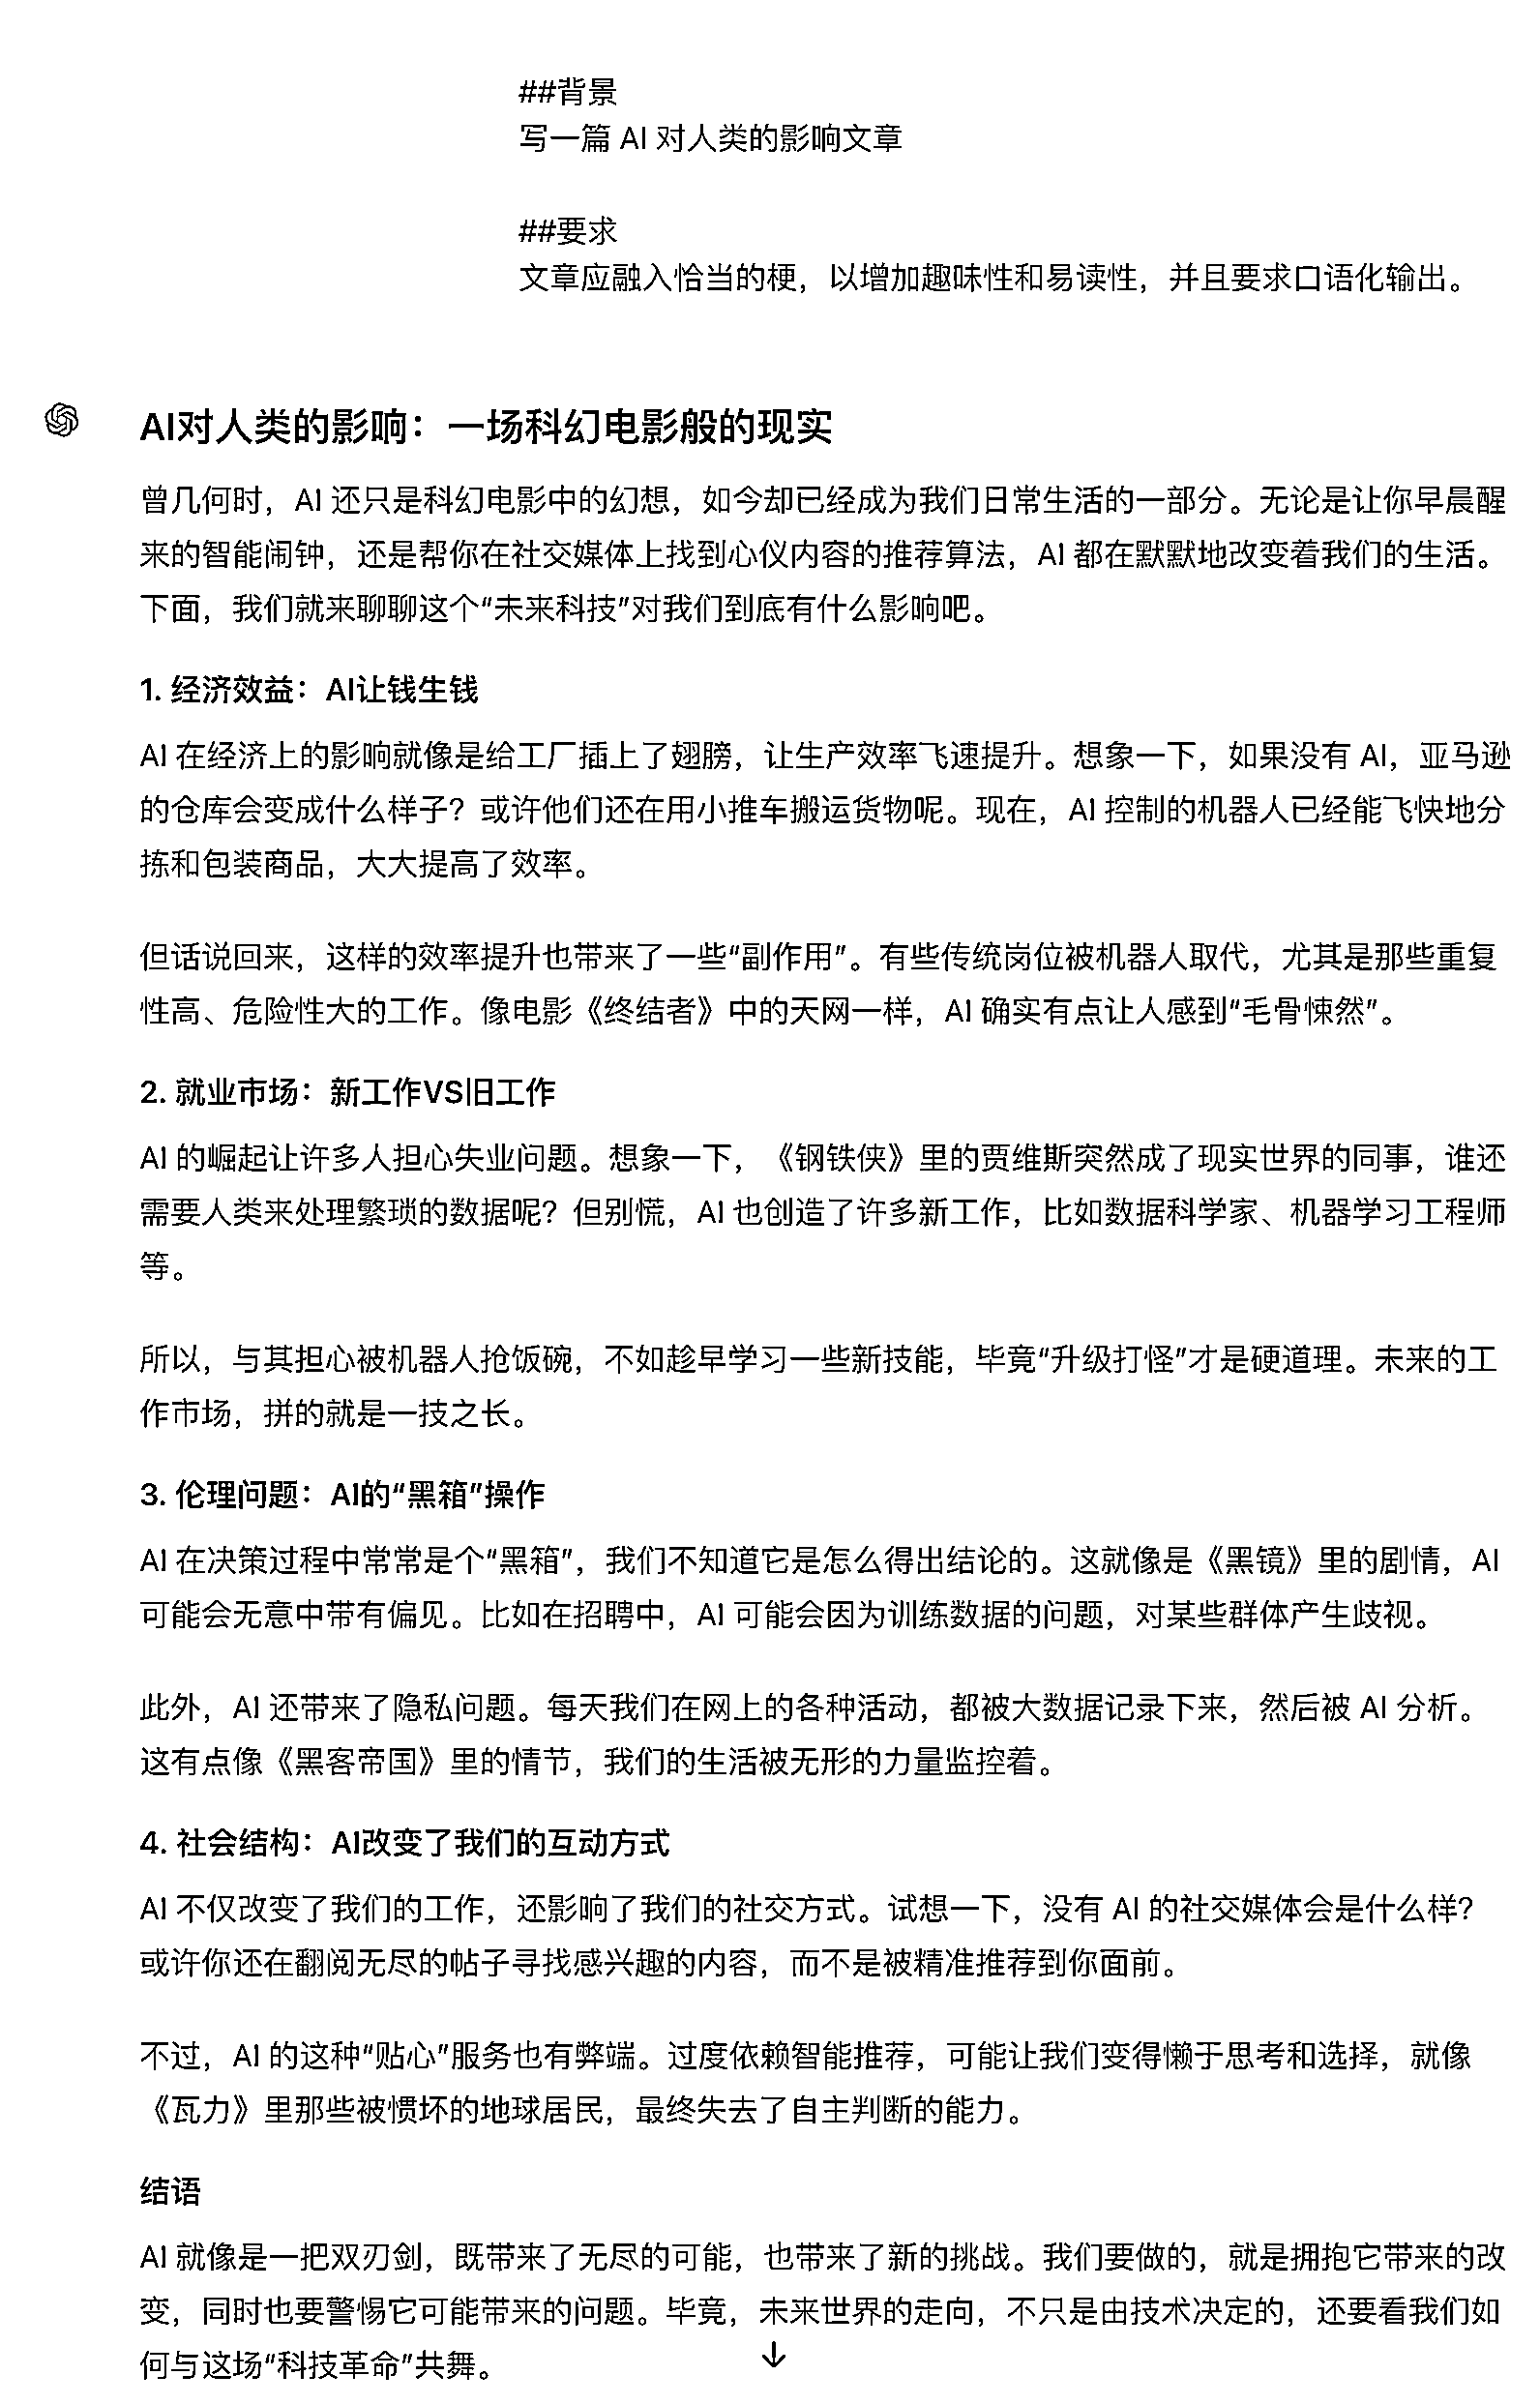 ##背景
写一篇 AI 对人类的影响文章
##要求
文章应融入恰当的梗，以增加趣味性和易读性，并且要求口语化输出。
AI对人类的影响：一场科幻电影般的现实
曾几何时，AI 还只是科幻电影中的幻想，如今却已经成为我们日常生活的一部分。无论是让你早晨醒
来的智能闹钟，还是帮你在社交媒体上找到心仪内容的推荐算法，AI 都在默默地改变着我们的生活。
下面，我们就来聊聊这个“未来科技”对我们到底有什么影响吧。
1. 经济效益：AI让钱生钱
AI 在经济上的影响就像是给工厂插上了翅膀，让生产效率飞速提升。想象一下，如果没有 AI，亚马逊
的仓库会变成什么样子？或许他们还在用小推车搬运货物呢。现在，AI 控制的机器人已经能飞快地分
拣和包装商品，大大提高了效率。
但话说回来，这样的效率提升也带来了一些“副作用”。有些传统岗位被机器人取代，尤其是那些重复
性高、危险性大的工作。像电影《终结者》中的天网一样，AI 确实有点让人感到“毛骨悚然”。
2. 就业市场：新工作VS旧工作
AI 的崛起让许多人担心失业问题。想象一下，《钢铁侠》里的贾维斯突然成了现实世界的同事，谁还
需要人类来处理繁琐的数据呢？但别慌，AI 也创造了许多新工作，比如数据科学家、机器学习工程师
等。
所以，与其担心被机器人抢饭碗，不如趁早学习一些新技能，毕竟“升级打怪”才是硬道理。未来的工
作市场，拼的就是一技之长。
3. 伦理问题：AI的“黑箱”操作
AI 在决策过程中常常是个“黑箱”，我们不知道它是怎么得出结论的。这就像是《黑镜》里的剧情，AI
可能会无意中带有偏见。比如在招聘中，AI 可能会因为训练数据的问题，对某些群体产生歧视。
此外，AI 还带来了隐私问题。每天我们在网上的各种活动，都被大数据记录下来，然后被 AI 分析。
这有点像《黑客帝国》里的情节，我们的生活被无形的力量监控着。
4. 社会结构：AI改变了我们的互动方式
AI 不仅改变了我们的工作，还影响了我们的社交方式。试想一下，没有 AI 的社交媒体会是什么样？
或许你还在翻阅无尽的帖子寻找感兴趣的内容，而不是被精准推荐到你面前。
不过，AI 的这种“贴心”服务也有弊端。过度依赖智能推荐，可能让我们变得懒于思考和选择，就像
《瓦力》里那些被惯坏的地球居民，最终失去了自主判断的能力。
结语
AI 就像是一把双刃剑，既带来了无尽的可能，也带来了新的挑战。我们要做的，就是拥抱它带来的改
变，同时也要警惕它可能带来的问题。毕竟，未来世界的走向，不只是由技术决定的，还要看我们如
何与这场“科技革命”共舞。